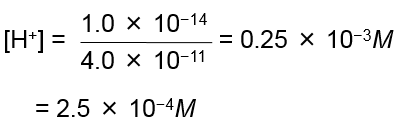 [H⁺] = 1.0 × 10⁻¹⁴ / 4.0 × 10⁻¹¹ = 0.25 × 10⁻³M
= 2.5 × 10⁻⁴M